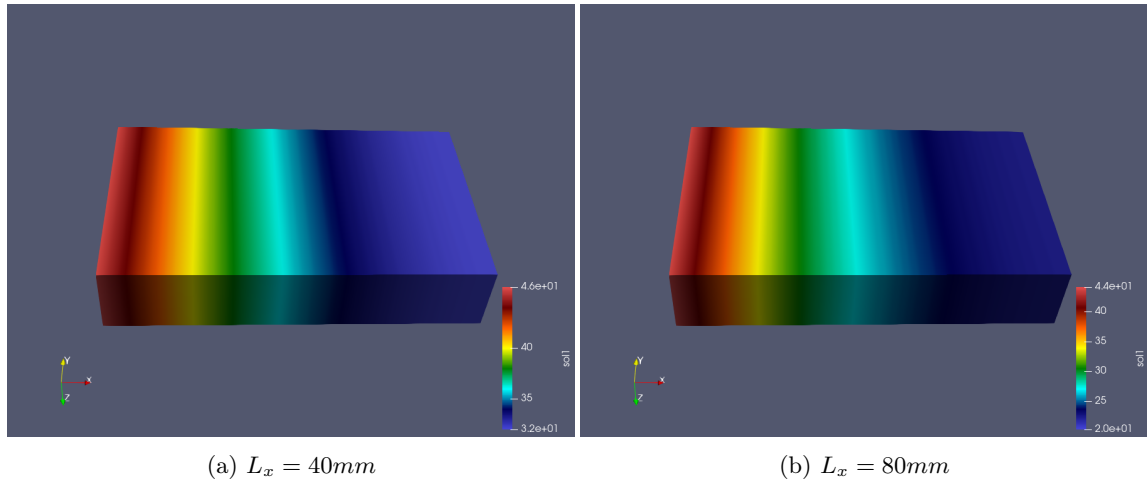 4.6e+01
40
35
3.2e+01
sol1
Y
X
Z
4.4e+01
40
35
30
25
2.0e+01
sol1
Y
X
Z
(a) L_x = 40mm
(b) L_x = 80mm